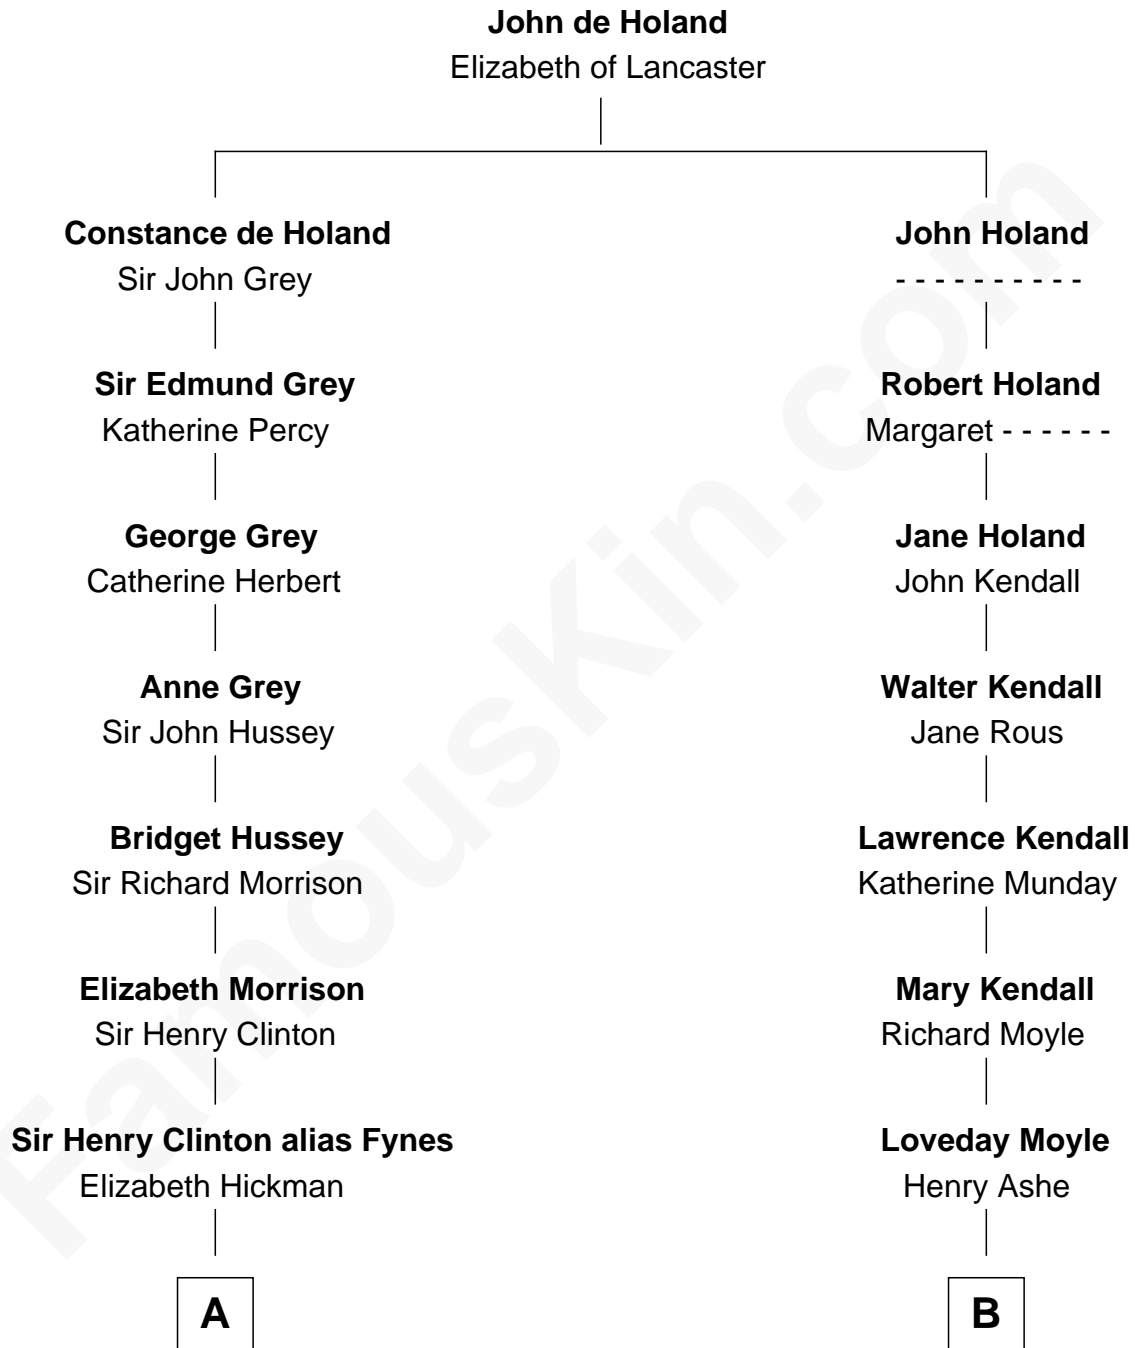 John de Holand
Elizabeth of Lancaster
Constance de Holand
Sir John Grey
Sir Edmund Grey
Katherine Percy
George Grey
Catherine Herbert
Anne Grey
Sir John Hussey
Bridget Hussey
Sir Richard Morrison
Elizabeth Morrison
Sir Henry Clinton
Sir Henry Clinton alias Fynes
Elizabeth Hickman
A
John Holand
- - - - - - - - - -
Robert Holand
Margaret - - - - - -
Jane Holand
John Kendall
Walter Kendall
Jane Rous
Lawrence Kendall
Katherine Munday
Mary Kendall
Richard Moyle
Loveday Moyle
Henry Ashe
B
FamousKin.com